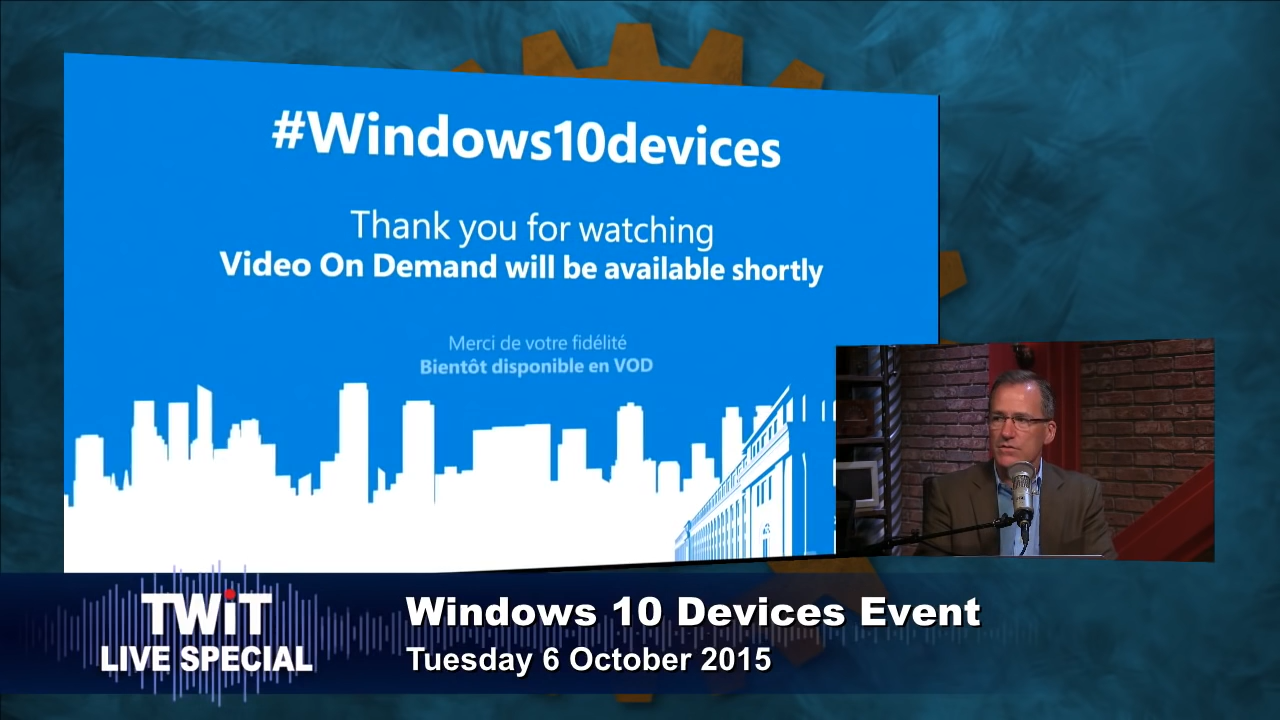 #Windows10devices
Thank you for watching
Video On Demand will be available shortly
Merci de votre fidélité
Bientôt disponible en VOD
TWiT
LIVE SPECIAL
Windows 10 Devices Event
Tuesday 6 October 2015